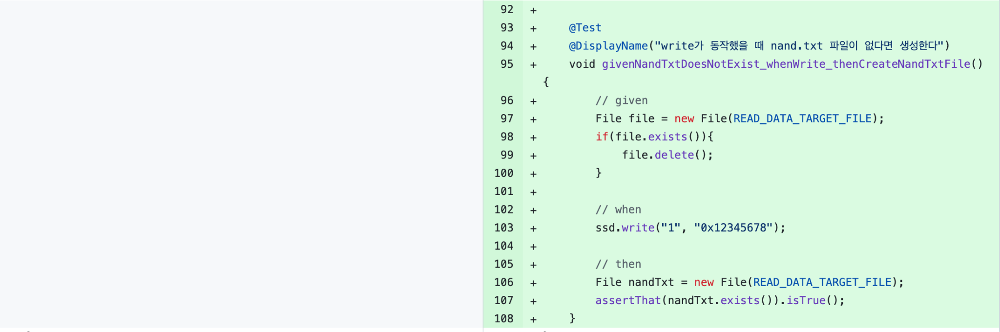 92 +
93 + @Test
94 + @DisplayName("write가 동작했을 때 nand.txt 파일이 없다면 생성한다")
95 + void givenNandTxtDoesNotExist_whenWrite_thenCreateNandTxtFile()
{
96 + // given
97 + File file = new File(READ_DATA_TARGET_FILE);
98 + if(file.exists()){
99 + file.delete();
100 + }
101 +
102 + // when
103 + ssd.write("1", "0x12345678");
104 +
105 + // then
106 + File nandTxt = new File(READ_DATA_TARGET_FILE);
107 + assertThat(nandTxt.exists()).isTrue();
108 + }